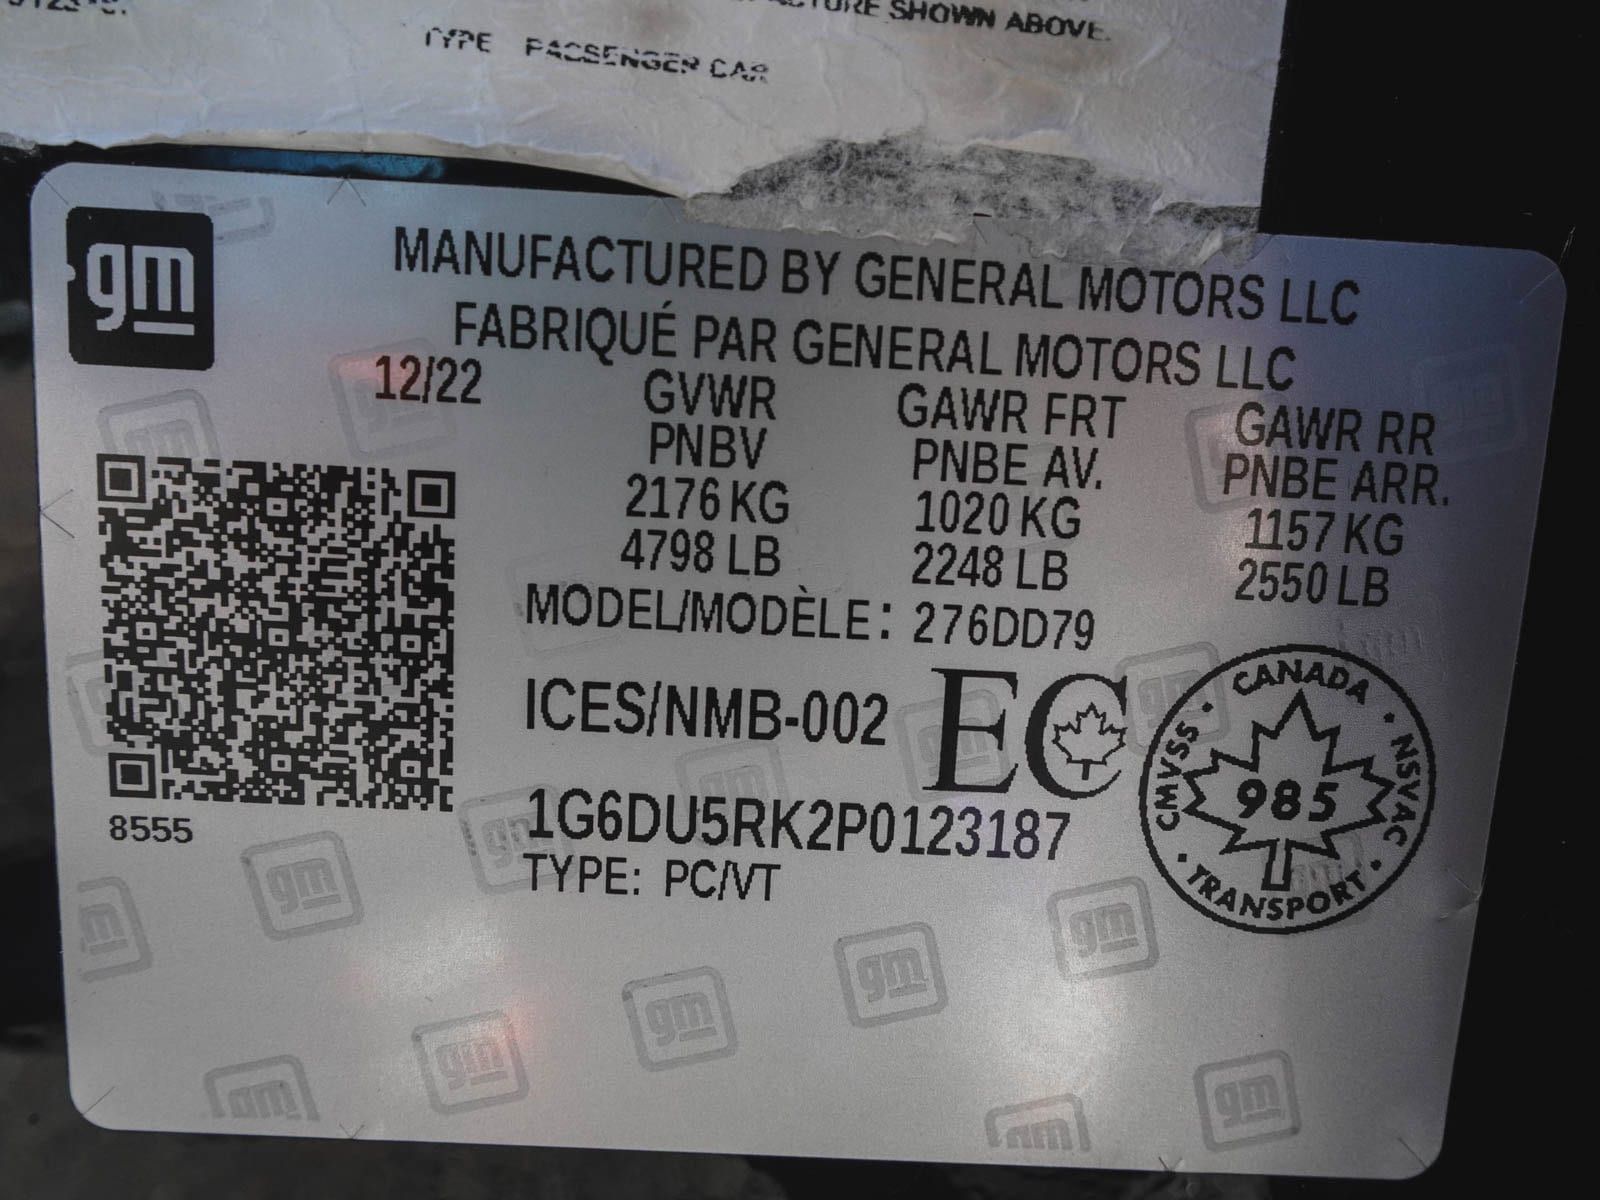 SHOWN ABOVE.
TYPE PASSENGER CAR
gm
MANUFACTURED BY GENERAL MOTORS LLC
FABRIQUÉ PAR GENERAL MOTORS LLC
12/22 GVWR GAWR FRT GAWR RR
PNBV PNBE AV. PNBE ARR.
2176 KG 1020 KG 1157 KG
4798 LB 2248 LB 2550 LB
MODEL/MODÈLE: 276DD79
ICES/NMB-002 EC
1G6DU5RK2P0123187
TYPE: PC/VT
8555
CANADA
CMVSS · NSVAC
985
TRANSPORT